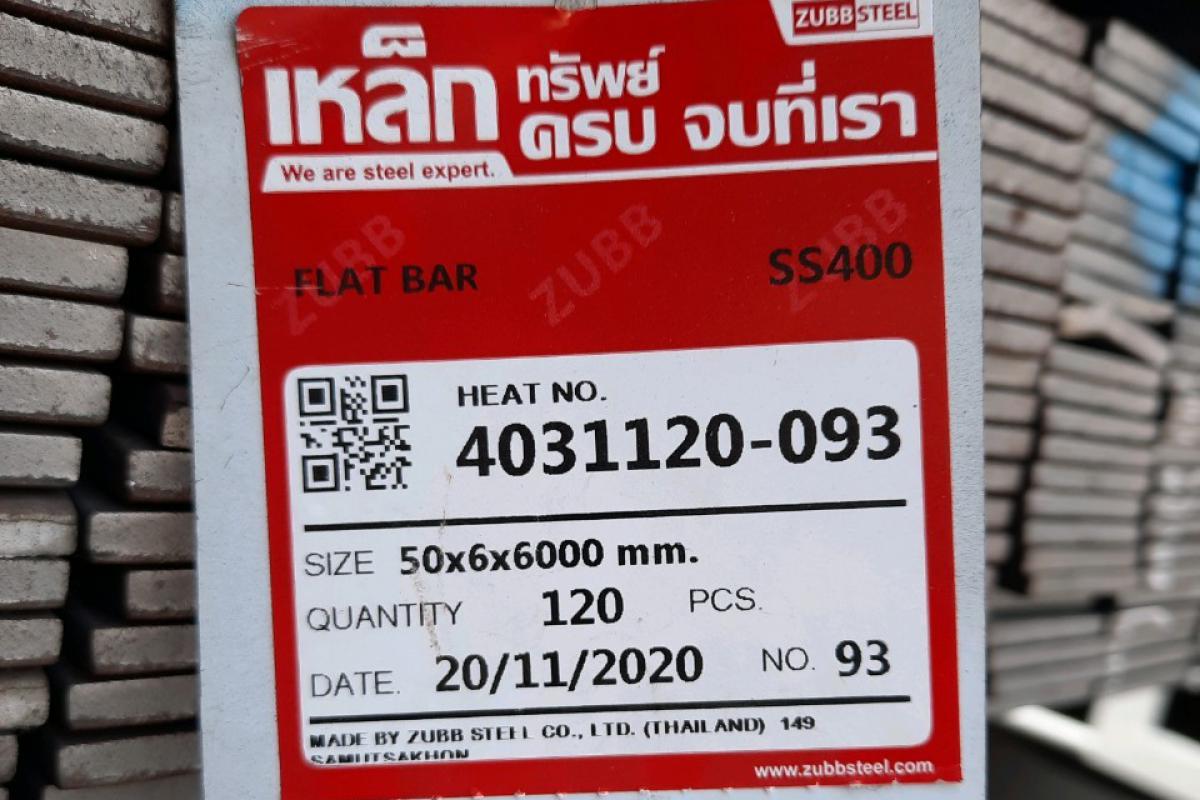 ZUBB STEEL
เหล็ก ทรัพย์ครบ จบที่เรา
We are steel expert.
ZUBB ZUBB ZUBB
FLAT BAR SS400
HEAT NO.
4031120-093
SIZE 50x6x6000 mm.
QUANTITY 120 PCS.
DATE. 20/11/2020 NO. 93
MADE BY ZUBB STEEL CO., LTD. (THAILAND) 149
SAMUTSAKHON
www.zubbsteel.com